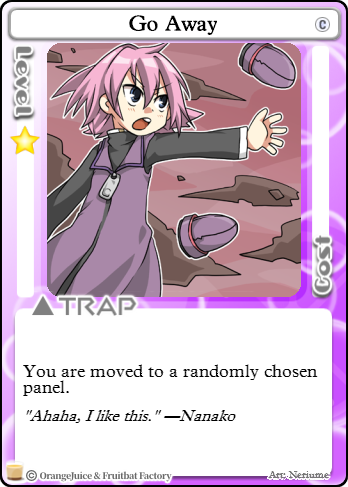 Go Away
C
Level
Cost
TRAP
You are moved to a randomly chosen
panel.
"Ahaha, I like this." —Nanako
© OrangeJuice & Fruitbat Factory
Art: Neriume